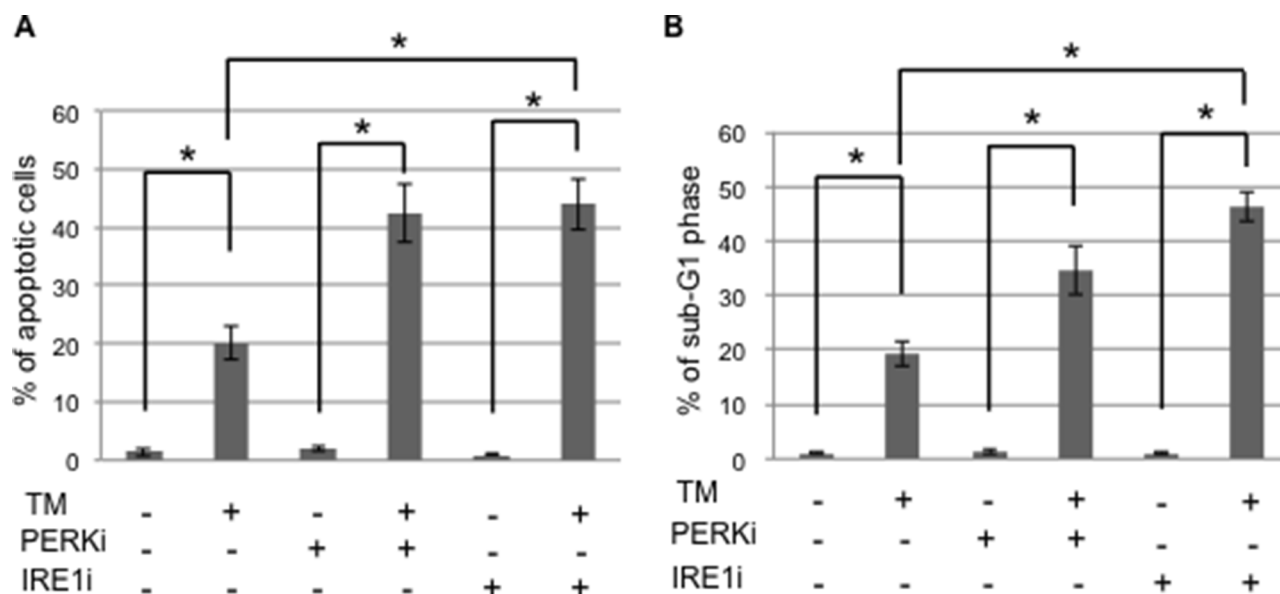 A
*
*
*
*
60
50
40
30
20
10
0
% of apoptotic cells
TM - + - + - +
PERKi - - + + - -
IRE1i - - - - + +
B
*
*
*
*
60
50
40
30
20
10
0
% of sub-G1 phase
TM - + - + - +
PERKi - - + + - -
IRE1i - - - - + +